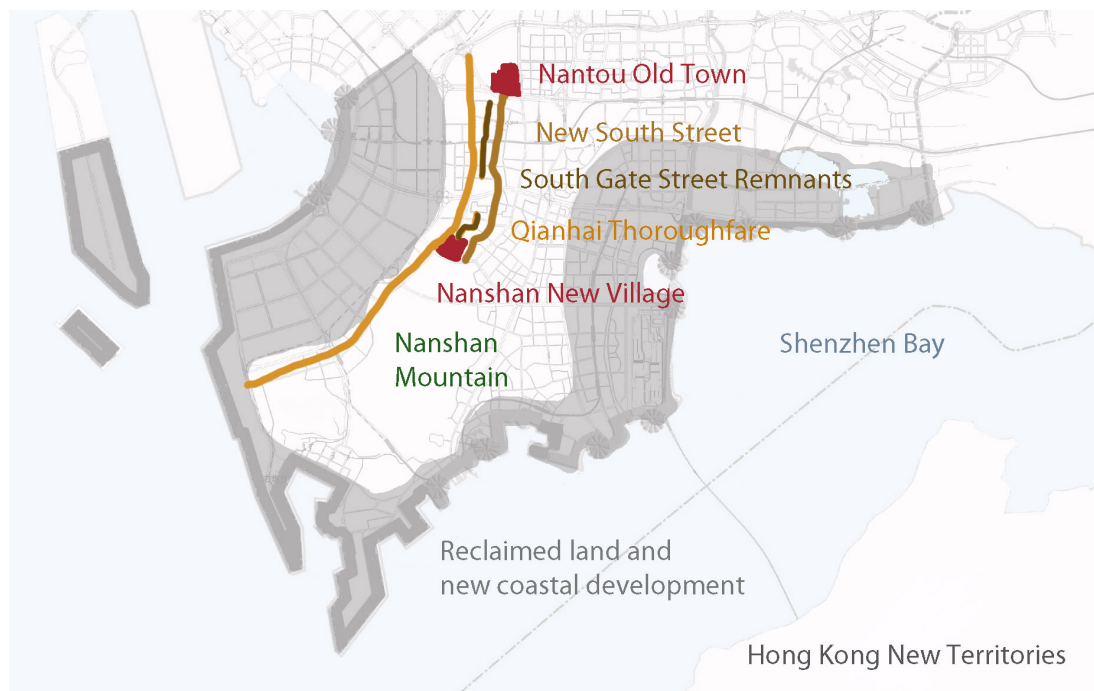 Nantou Old Town
New South Street
South Gate Street Remnants
Qianhai Thoroughfare
Nanshan New Village
Nanshan
Mountain
Shenzhen Bay
Reclaimed land and
new coastal development
Hong Kong New Territories